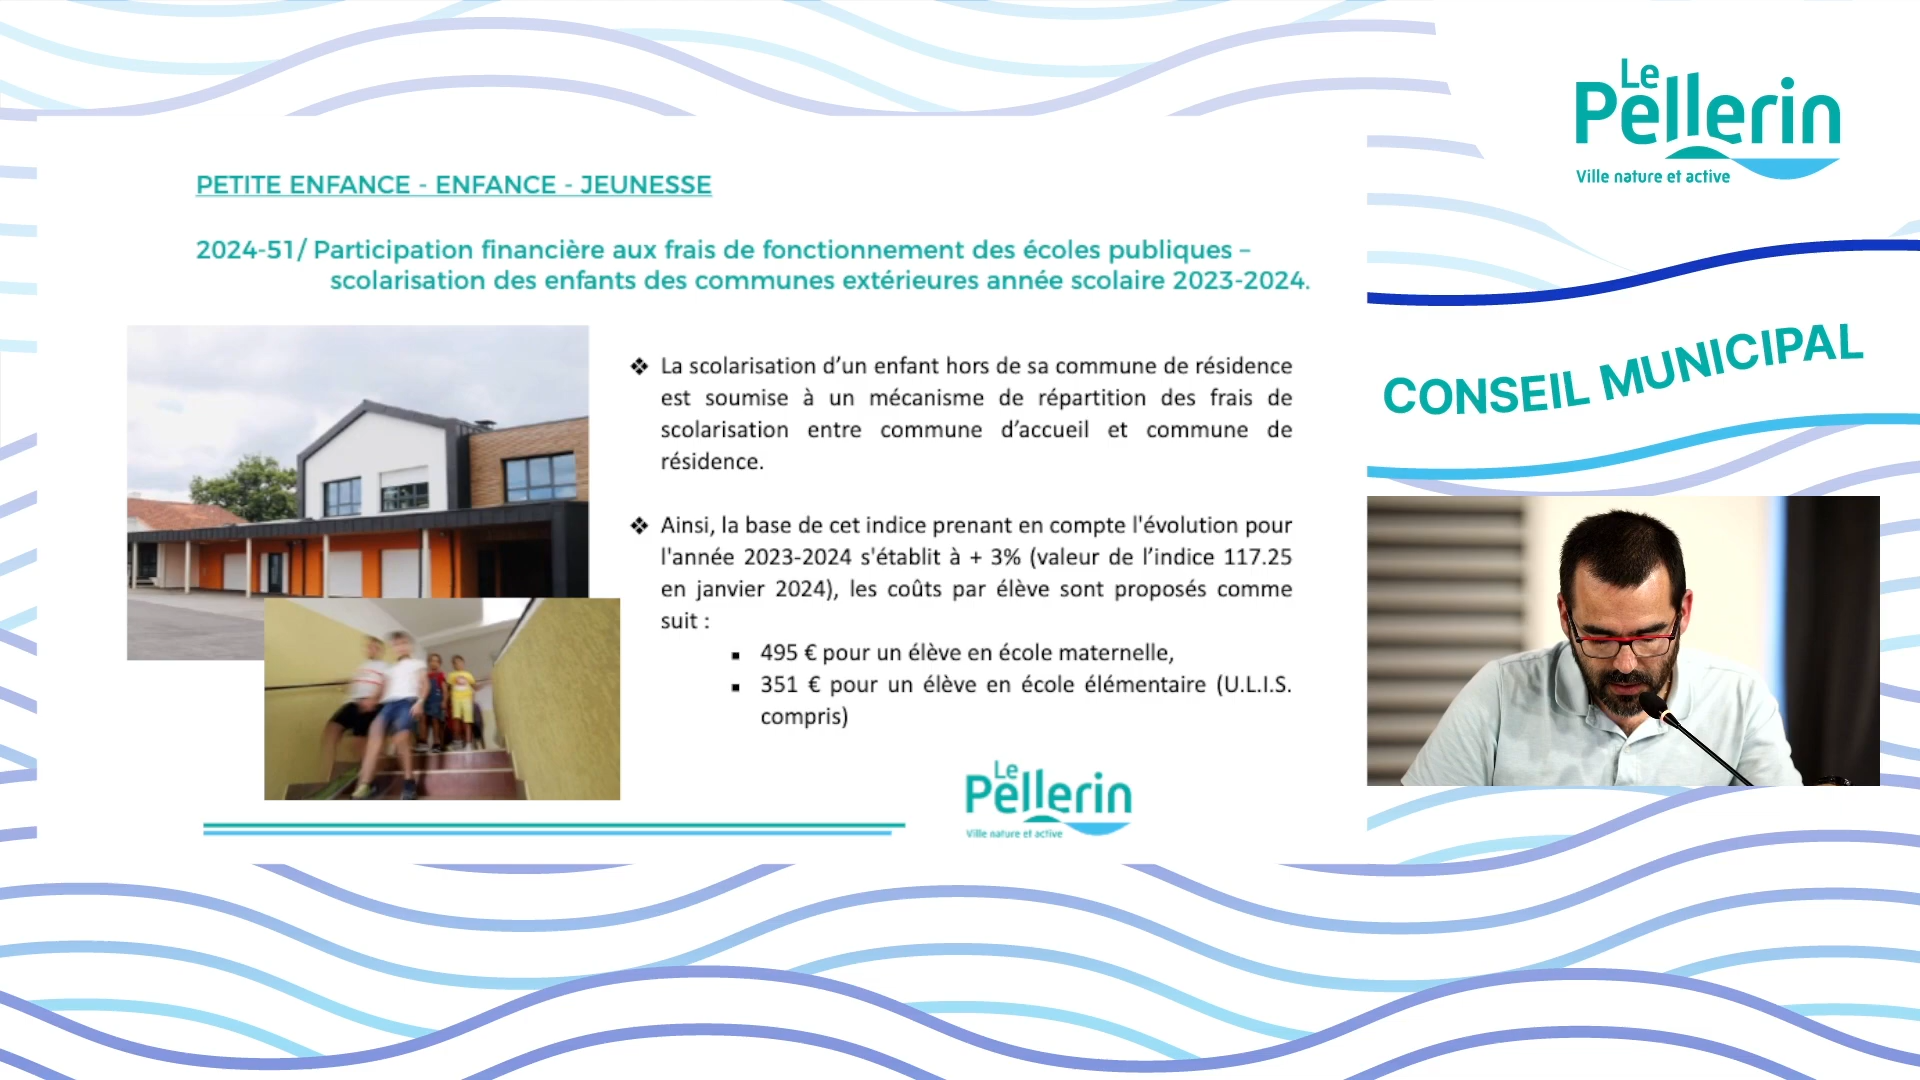 PETITE ENFANCE - ENFANCE - JEUNESSE
2024-51/ Participation financière aux frais de fonctionnement des écoles publiques –
scolarisation des enfants des communes extérieures année scolaire 2023-2024.
❖ La scolarisation d’un enfant hors de sa commune de résidence
est soumise à un mécanisme de répartition des frais de
scolarisation entre commune d’accueil et commune de
résidence.
❖ Ainsi, la base de cet indice prenant en compte l'évolution pour
l'année 2023-2024 s'établit à + 3% (valeur de l’indice 117.25
en janvier 2024), les coûts par élève sont proposés comme
suit :
▪ 495 € pour un élève en école maternelle,
▪ 351 € pour un élève en école élémentaire (U.L.I.S.
compris)
Le
Pellerin
Ville nature et active
Le
Pellerin
Ville nature et active
CONSEIL MUNICIPAL